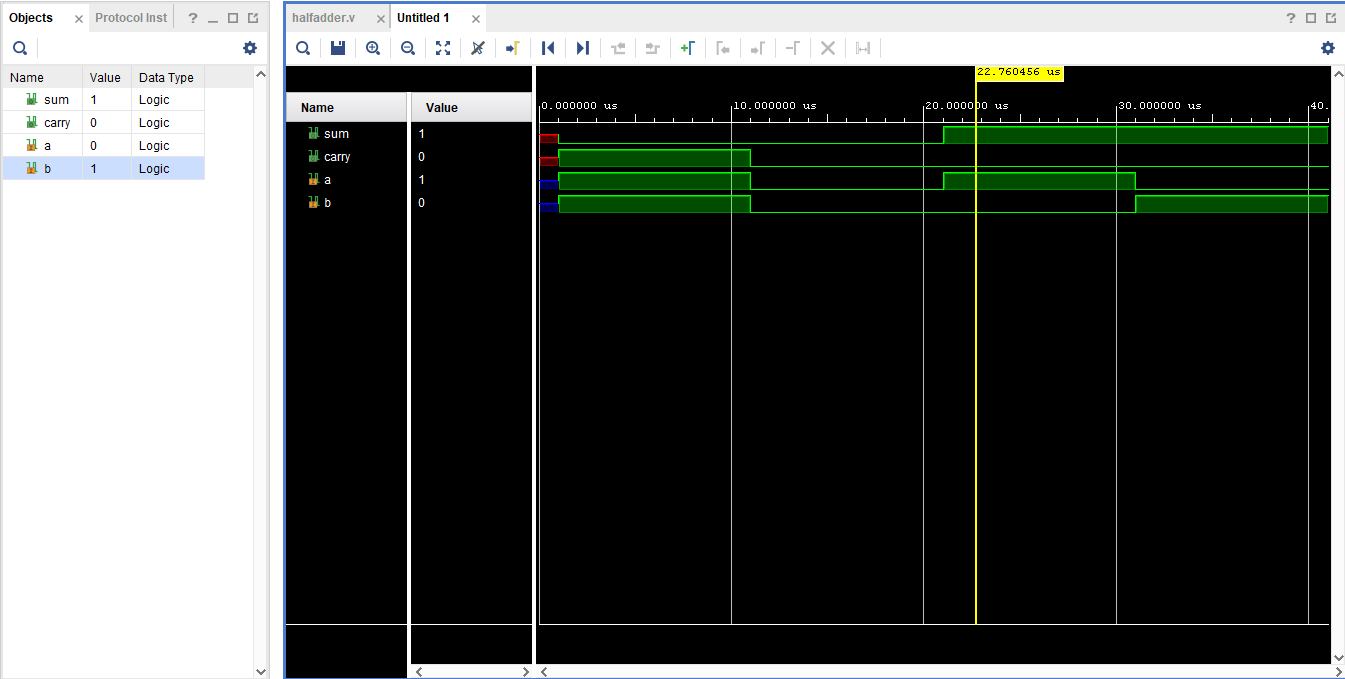 Objects
Protocol Inst
?
Name Value Data Type
sum 1 Logic
carry 0 Logic
a 0 Logic
b 1 Logic
halfadder.v
Untitled 1
?
22.760456 us
Name Value
0.000000 us 10.000000 us 20.000000 us 30.000000 us 40.
sum 1
carry 0
a 1
b 0